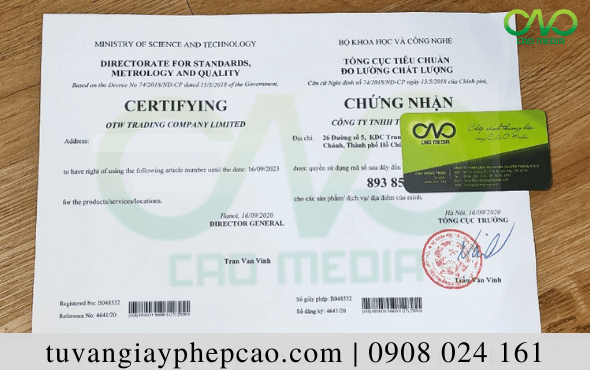 CAO MEDIA
MINISTRY OF SCIENCE AND TECHNOLOGY
DIRECTORATE FOR STANDARDS,
METROLOGY AND QUALITY
Based on the Decree No 74/2018/NĐ-CP dated 15/5/2018 of the Government,
CERTIFYING
OTW TRADING COMPANY LIMITED
Address:
to have right of using the following article number until the date: 16/09/2023
for the products/services/locations.
Hanoi, 16/09/2020
DIRECTOR GENERAL
Tran Van Vinh
Registered No: B048532
Reference No: 4641/20
BỘ KHOA HỌC VÀ CÔNG NGHỆ
TỔNG CỤC TIÊU CHUẨN
ĐO LƯỜNG CHẤT LƯỢNG
Căn cứ Nghị định số 74/2018/NĐ-CP ngày 15/5/2018 của Chính phủ,
CHỨNG NHẬN
CÔNG TY TNHH T
Địa chỉ: 26 Đường số 5, KDC Trun
Chánh, Thành phố Hồ Chí
được quyền sử dụng mã số sau đây đến
893 85
cho các sản phẩm/ dịch vụ/ địa điểm của mình.
Hà Nội, 16/09/2020
TỔNG CỤC TRƯỞNG
Trần Văn Vinh
Số giấy phép: B048532
Số đăng ký: 4641/20
CAO MEDIA
CAO MEDIA
tuvangiayphepcao.com | 0908 024 161